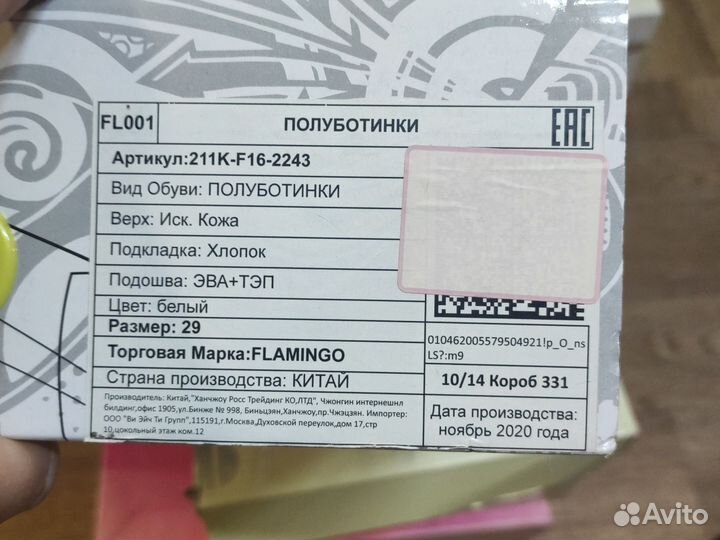 FL001
ПОЛУБОТИНКИ
EAC
Артикул:211K-F16-2243
Вид Обуви: ПОЛУБОТИНКИ
Верх: Иск. Кожа
Подкладка: Хлопок
Подошва: ЭВА+ТЭП
Цвет: белый
Размер: 29
Торговая Марка:FLAMINGO
Страна производства: КИТАЙ
010462005579504921!p_O_ns
LS?:m9
10/14 Короб 331
Производитель: Китай,"Ханчжоу Росс Трейдинг КО,ЛТД", Чжонгин интернешнл
билдинг,офис 1905,ул.Бинже № 998, Биньцзян,Ханчжоу,пр.Чжэцзян. Импортер:
ООО "Ви Эйч Ти Групп",115191,г.Москва,Духовской переулок,дом 17,стр
10,цокольный этаж ком.12
Дата производства:
ноябрь 2020 года
Avito